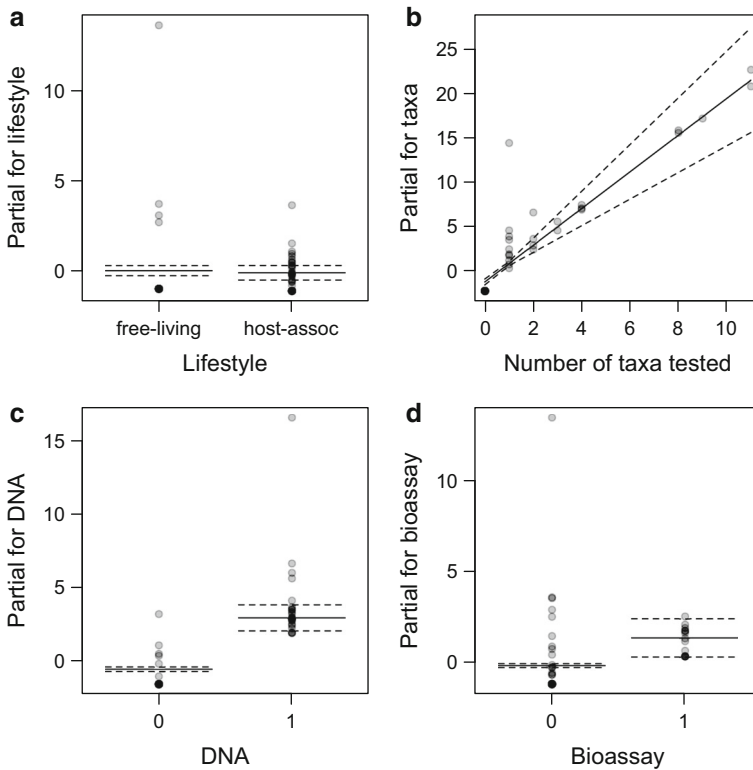 a
Partial for lifestyle
10
5
0
free-living host-assoc
Lifestyle
b
Partial for taxa
25
20
15
10
5
0
0 2 4 6 8 10
Number of taxa tested
c
Partial for DNA
15
10
5
0
0 1
DNA
d
Partial for bioassay
10
5
0
0 1
Bioassay